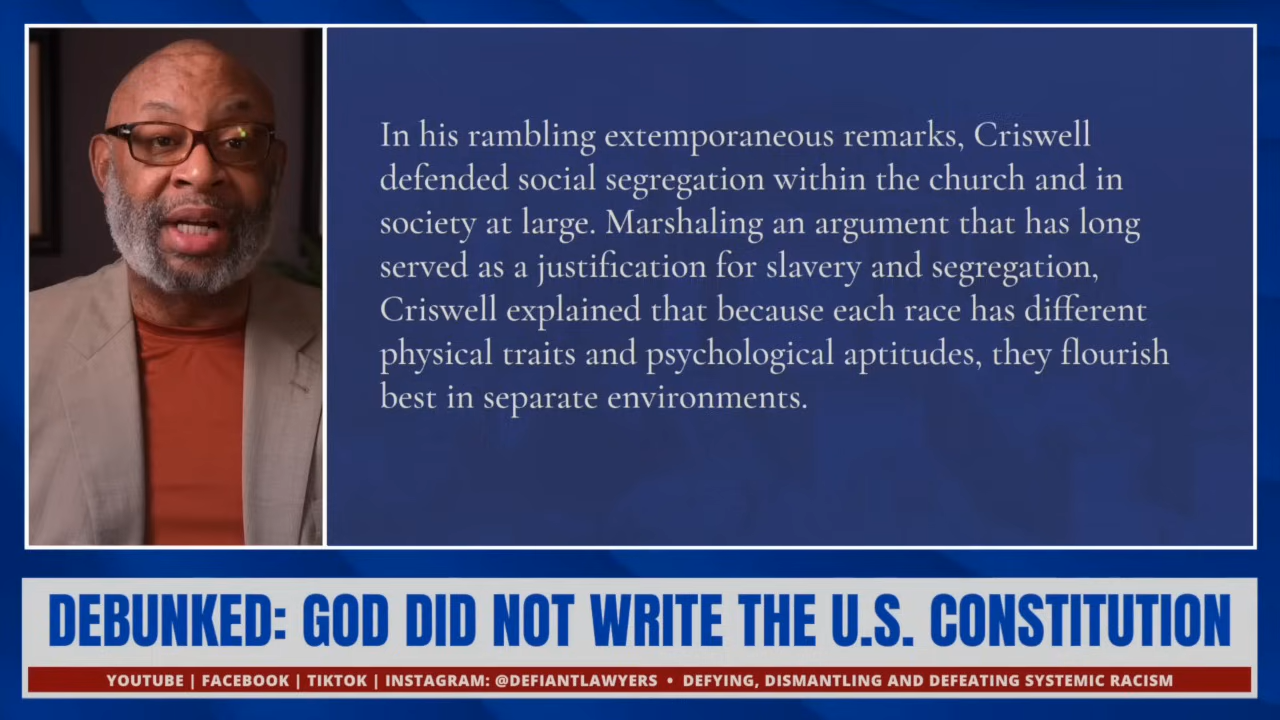 In his rambling extemporaneous remarks, Criswell
defended social segregation within the church and in
society at large. Marshaling an argument that has long
served as a justification for slavery and segregation,
Criswell explained that because each race has different
physical traits and psychological aptitudes, they flourish
best in separate environments.
DEBUNKED: GOD DID NOT WRITE THE U.S. CONSTITUTION
YOUTUBE | FACEBOOK | TIKTOK | INSTAGRAM: @DEFIANTLAWYERS • DEFYING, DISMANTLING AND DEFEATING SYSTEMIC RACISM